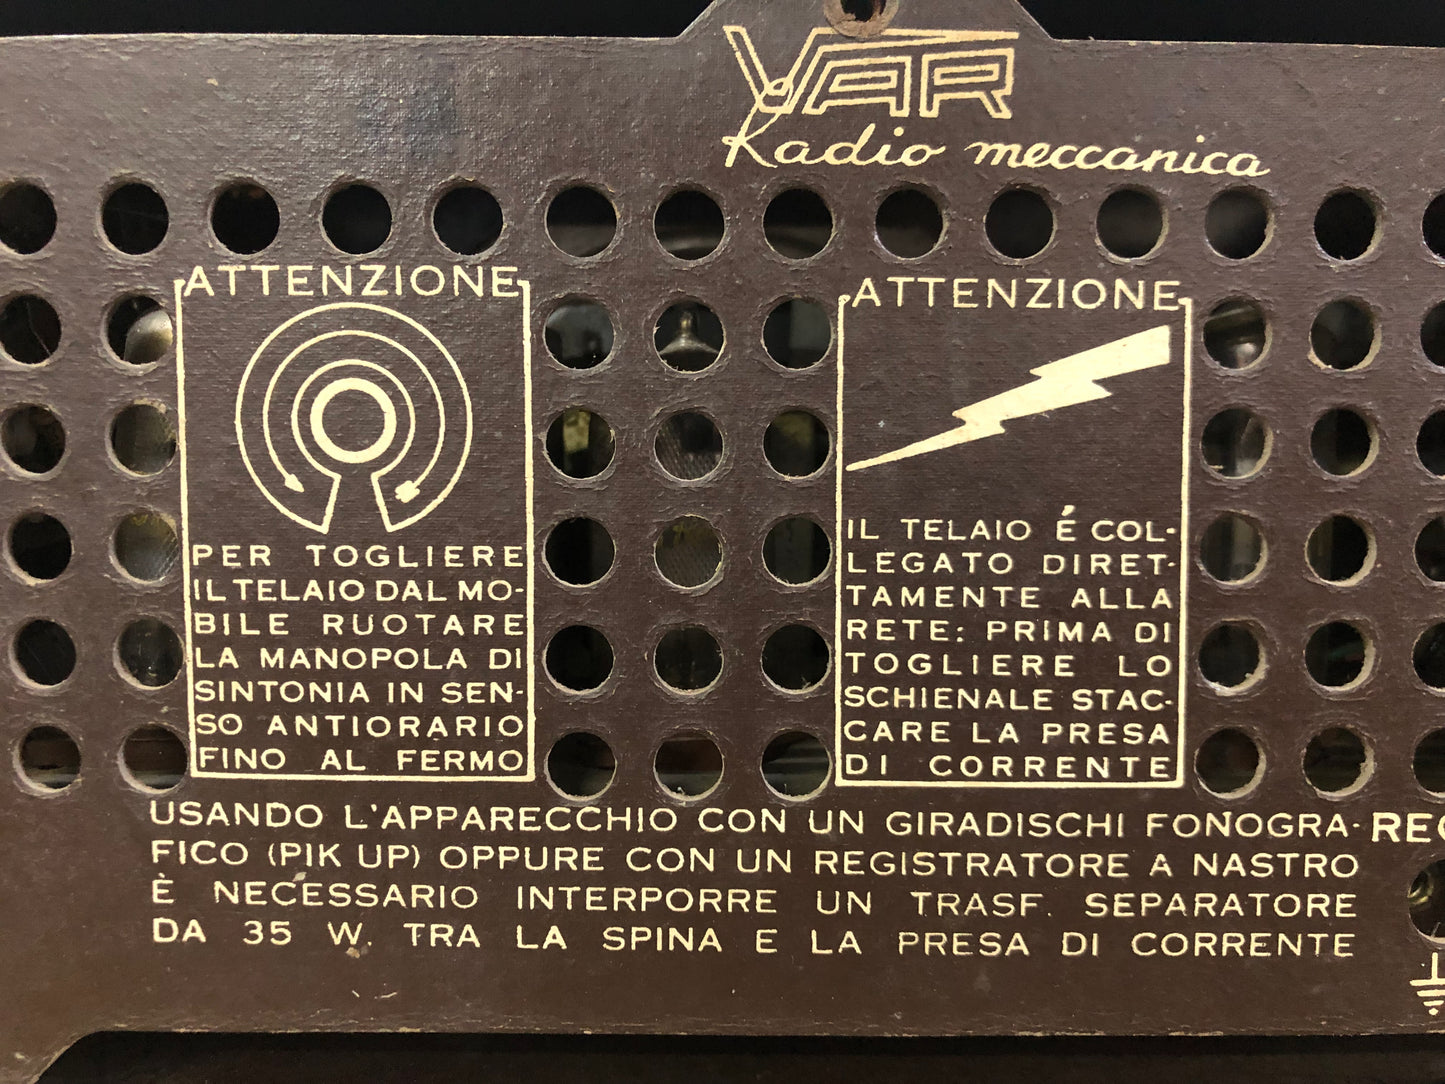 VAR
Radio meccanica
ATTENZIONE
PER TOGLIERE
IL TELAIO DAL MO-
BILE RUOTARE
LA MANOPOLA DI
SINTONIA IN SEN-
SO ANTIORARIO
FINO AL FERMO
ATTENZIONE
IL TELAIO É COL-
LEGATO DIRET-
TAMENTE ALLA
RETE: PRIMA DI
TOGLIERE LO
SCHIENALE STAC-
CARE LA PRESA
DI CORRENTE
USANDO L'APPARECCHIO CON UN GIRADISCHI FONOGRA-
FICO (PIK UP) OPPURE CON UN REGISTRATORE A NASTRO
È NECESSARIO INTERPORRE UN TRASF. SEPARATORE
DA 35 W. TRA LA SPINA E LA PRESA DI CORRENTE